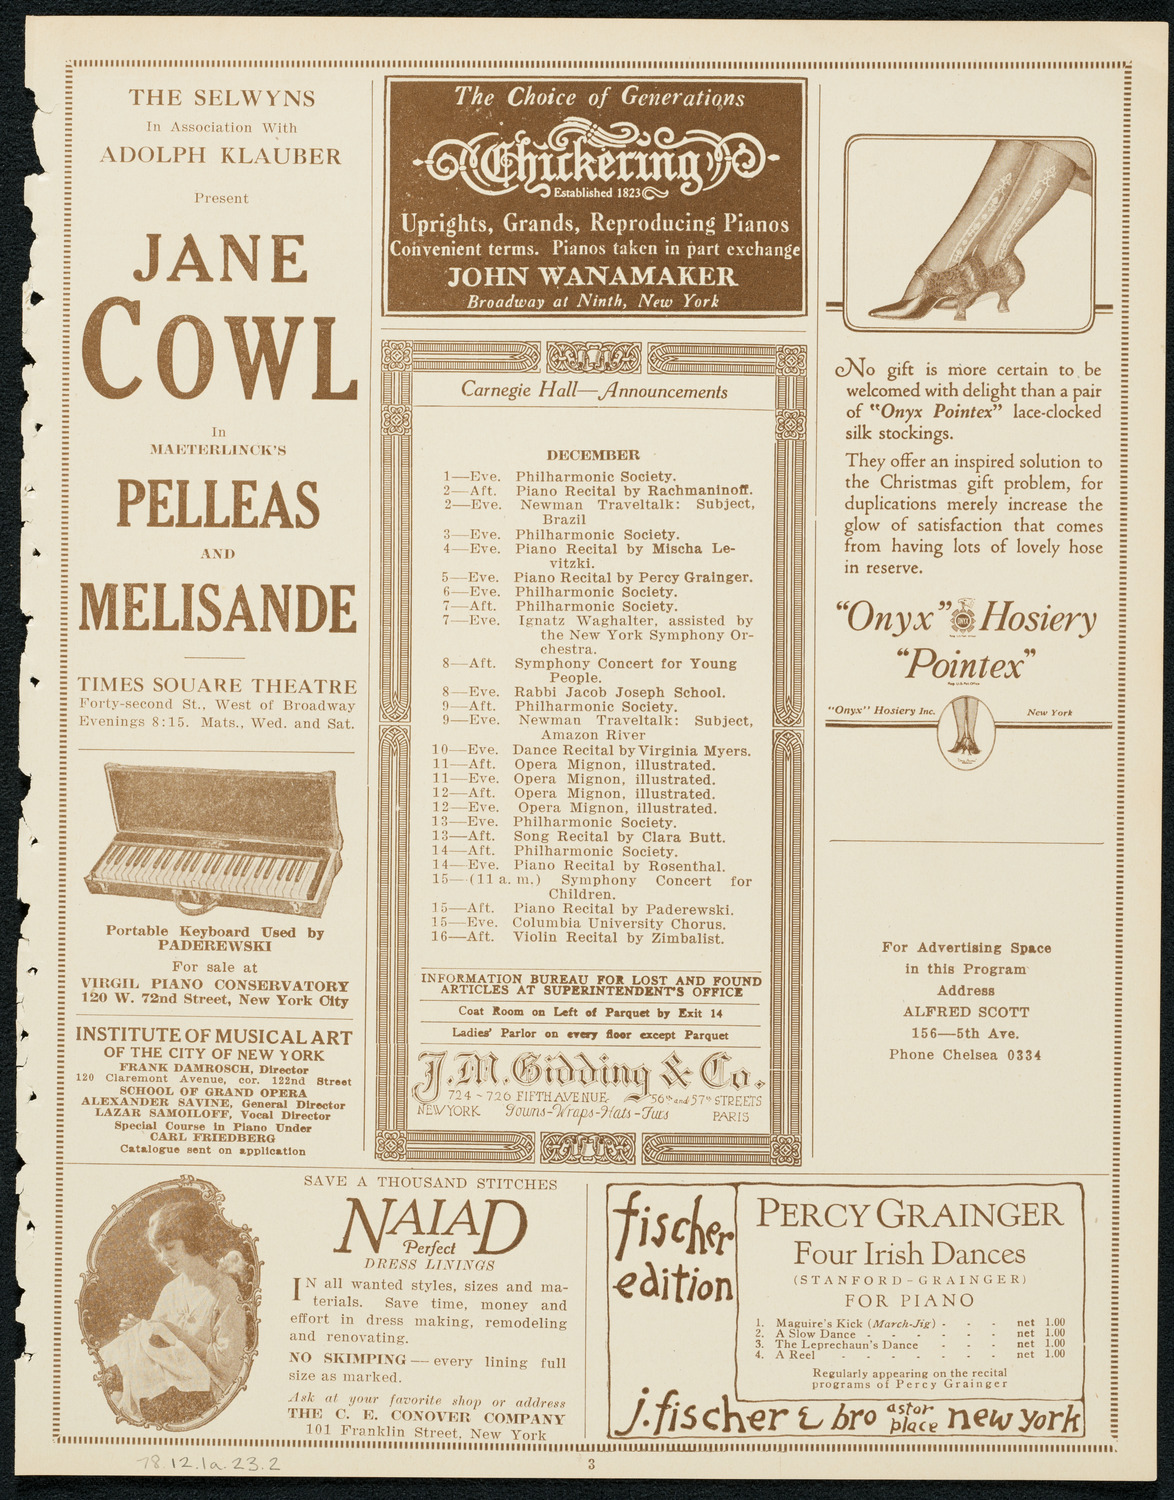 THE SELWYNS
In Association With
ADOLPH KLAUBER
Present
JANE
COWL
In
MAETERLINCK'S
PELLEAS
AND
MELISANDE
TIMES SQUARE THEATRE
Forty-second St., West of Broadway
Evenings 8:15. Mats., Wed. and Sat.
Portable Keyboard Used by
PADEREWSKI
For sale at
VIRGIL PIANO CONSERVATORY
120 W. 72nd Street, New York City
INSTITUTE OF MUSICAL ART
OF THE CITY OF NEW YORK
FRANK DAMROSCH, Director
120 Claremont Avenue, cor. 122nd Street
SCHOOL OF GRAND OPERA
ALEXANDER SAVINE, General Director
LAZAR SAMOILOFF, Vocal Director
Special Course in Piano Under
CARL FRIEDBERG
Catalogue sent on application
The Choice of Generations
Chickering
Established 1823
Uprights, Grands, Reproducing Pianos
Convenient terms. Pianos taken in part exchange
JOHN WANAMAKER
Broadway at Ninth, New York
Carnegie Hall—Announcements
DECEMBER
1—Eve. Philharmonic Society.
2—Aft. Piano Recital by Rachmaninoff.
2—Eve. Newman Traveltalk: Subject,
Brazil
3—Eve. Philharmonic Society.
4—Eve. Piano Recital by Mischa Le-
vitzki.
5—Eve. Piano Recital by Percy Grainger.
6—Eve. Philharmonic Society.
7—Aft. Philharmonic Society.
7—Eve. Ignatz Waghalter, assisted by
the New York Symphony Or-
chestra.
8—Aft. Symphony Concert for Young
People.
8—Eve. Rabbi Jacob Joseph School.
9—Aft. Philharmonic Society.
9—Eve. Newman Traveltalk: Subject,
Amazon River
10—Eve. Dance Recital by Virginia Myers.
11—Aft. Opera Mignon, illustrated.
11—Eve. Opera Mignon, illustrated.
12—Aft. Opera Mignon, illustrated.
12—Eve. Opera Mignon, illustrated.
13—Eve. Philharmonic Society.
13—Aft. Song Recital by Clara Butt.
14—Aft. Philharmonic Society.
14—Eve. Piano Recital by Rosenthal.
15—(11 a. m.) Symphony Concert for
Children.
15—Aft. Piano Recital by Paderewski.
15—Eve. Columbia University Chorus.
16—Aft. Violin Recital by Zimbalist.
INFORMATION BUREAU FOR LOST AND FOUND
ARTICLES AT SUPERINTENDENT'S OFFICE
Coat Room on Left of Parquet by Exit 14
Ladies' Parlor on every floor except Parquet
J.M. Gidding & Co.
724 - 726 FIFTH AVENUE 56th and 57th STREETS
NEW YORK Gowns-Wraps-Hats-Furs PARIS
No gift is more certain to be
welcomed with delight than a pair
of "Onyx Pointex" lace-clocked
silk stockings.
They offer an inspired solution to
the Christmas gift problem, for
duplications merely increase the
glow of satisfaction that comes
from having lots of lovely hose
in reserve.
"Onyx" Hosiery
"Pointex"
"Onyx" Hosiery Inc. New York
For Advertising Space
in this Program
Address
ALFRED SCOTT
156—5th Ave.
Phone Chelsea 0334
SAVE A THOUSAND STITCHES
NAIAD
Perfect
DRESS LININGS
IN all wanted styles, sizes and ma-
terials. Save time, money and
effort in dress making, remodeling
and renovating.
NO SKIMPING—every lining full
size as marked.
Ask at your favorite shop or address
THE C. E. CONOVER COMPANY
101 Franklin Street, New York
fischer
edition
PERCY GRAINGER
Four Irish Dances
(STANFORD-GRAINGER)
FOR PIANO
1. Maguire's Kick (March-Jig) - - - net 1.00
2. A Slow Dance - - - - - - net 1.00
3. The Leprechaun's Dance - - - net 1.00
4. A Reel - - - - - - - net 1.00
Regularly appearing on the recital
programs of Percy Grainger
j. fischer & bro astor place new york
78.12.1a.23.2
3